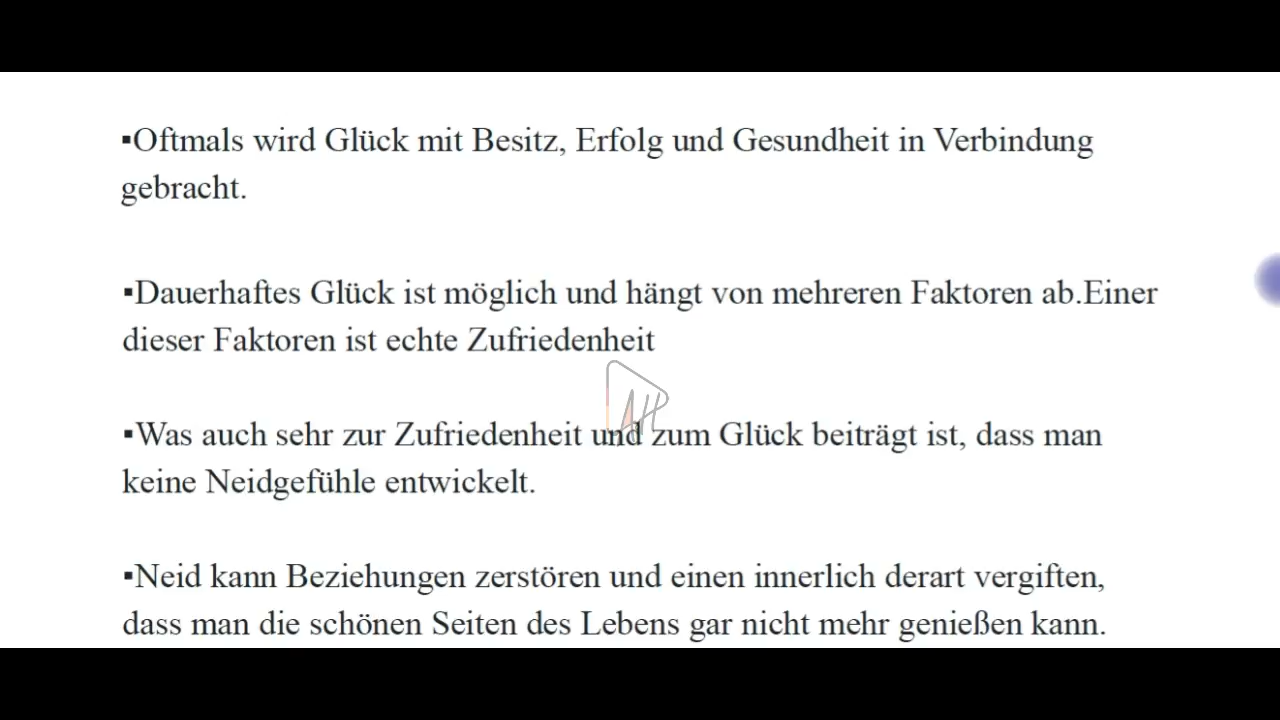 ▪Oftmals wird Glück mit Besitz, Erfolg und Gesundheit in Verbindung
gebracht.
▪Dauerhaftes Glück ist möglich und hängt von mehreren Faktoren ab.Einer
dieser Faktoren ist echte Zufriedenheit
▪Was auch sehr zur Zufriedenheit und zum Glück beiträgt ist, dass man
keine Neidgefühle entwickelt.
▪Neid kann Beziehungen zerstören und einen innerlich derart vergiften,
dass man die schönen Seiten des Lebens gar nicht mehr genießen kann.